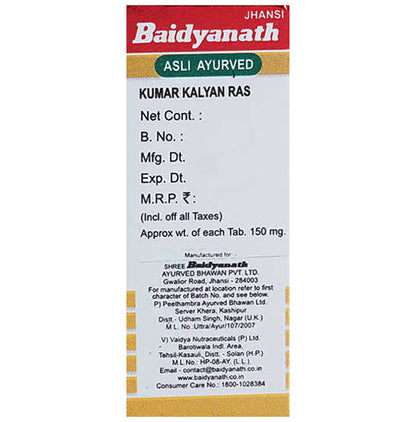 JHANSI
Baidyanath
ASLI AYURVED
KUMAR KALYAN RAS
Net Cont. :
B. No. :
Mfg. Dt.
Exp. Dt.
M.R.P. ₹ :
(Incl. off all Taxes)
Approx wt. of each Tab. 150 mg.
Manufactured for :-
SHREE Baidyanath
AYURVED BHAWAN PVT. LTD.
Gwalior Road, Jhansi - 284003
For manufactured at location refer to first
character of Batch No. and see below.
P) Peethambra Ayurved Bhawan Ltd.
Server Khera, Kashipur
Distt.- Udham Singh, Nagar (U.K.)
M L. No.:Uttra/Ayur/107/2007
V) Vaidya Nutraceuticals (P) Ltd.
Barotiwala Indl. Area,
Tehsil-Kasauli, Distt. - Solan (H.P.)
M.L. No.: HP-08-AY. (L.L.)
Email - contact@baidyanath.co.in
www.baidyanath.co.in
Consumer Care No.: 1800-1028384